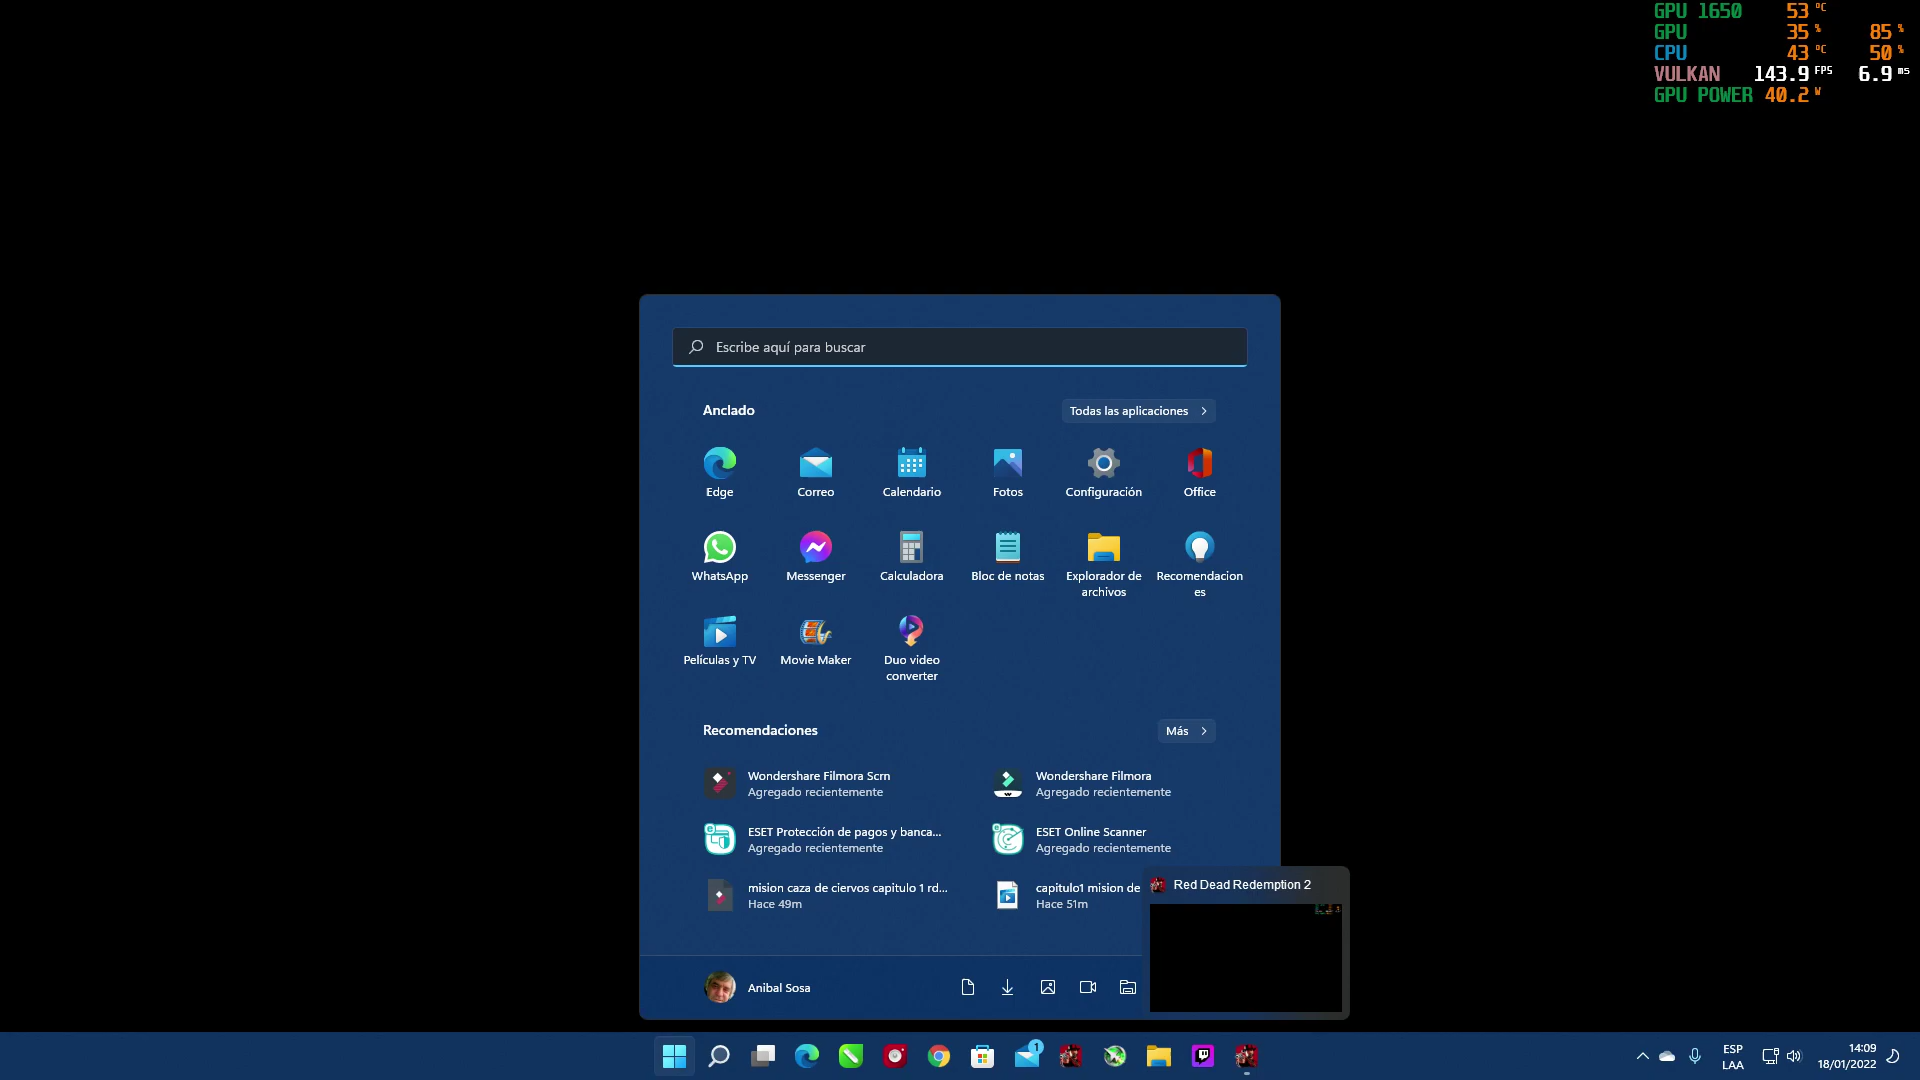 GPU 1650 53 °C
GPU 35 % 85 %
CPU 43 °C 50 %
VULKAN 143.9 FPS 6.9 ms
GPU POWER 40.2 W
Escribe aquí para buscar
Anclado
Todas las aplicaciones
Edge
Correo
Calendario
Fotos
Configuración
Office
WhatsApp
Messenger
Calculadora
Bloc de notas
Explorador de
archivos
Recomendacion
es
Películas y TV
Movie Maker
Duo video
converter
Recomendaciones
Más
Wondershare Filmora Scrn
Agregado recientemente
Wondershare Filmora
Agregado recientemente
ESET Protección de pagos y banca...
Agregado recientemente
ESET Online Scanner
Agregado recientemente
mision caza de ciervos capitulo 1 rd...
Hace 49m
capitulo1 mision de
Hace 51m
Red Dead Redemption 2
Anibal Sosa
1
ESP
LAA
14:09
18/01/2022